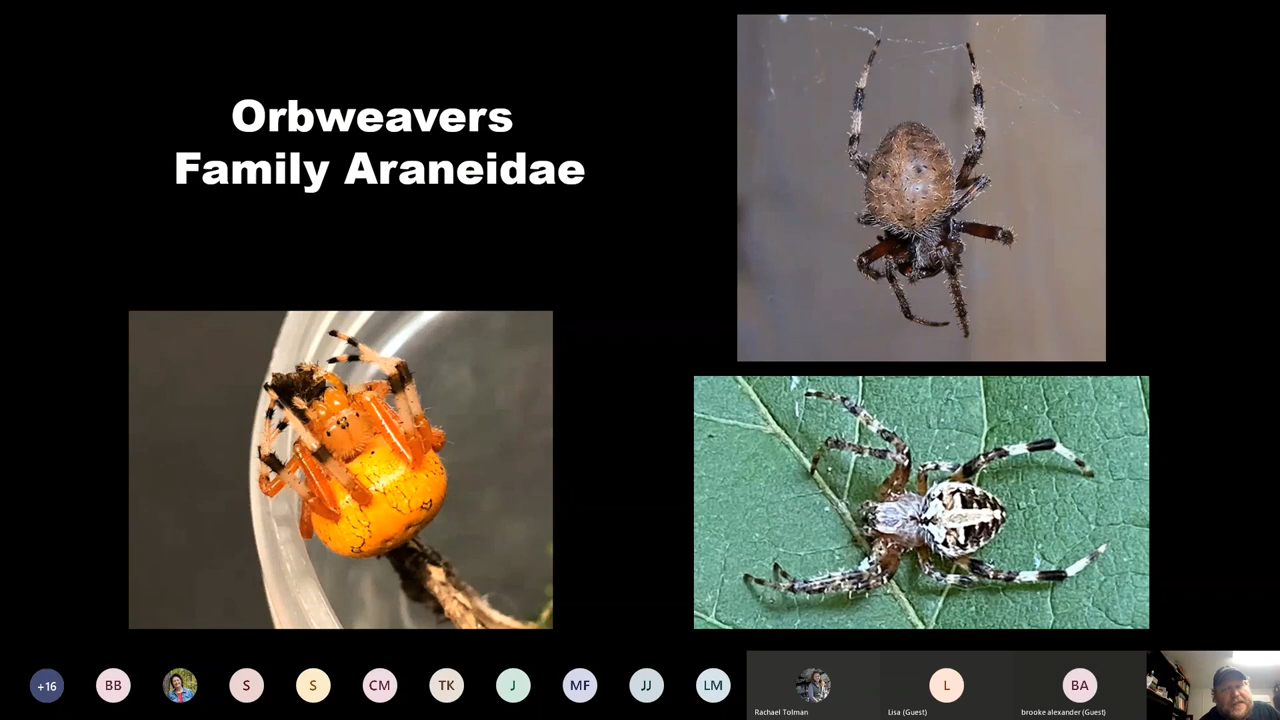 Orbweavers
Family Araneidae
+16
BB
S
S
CM
TK
J
MF
JJ
LM
L
BA
Rachael Tolman
Lisa (Guest)
brooke alexander (Guest)